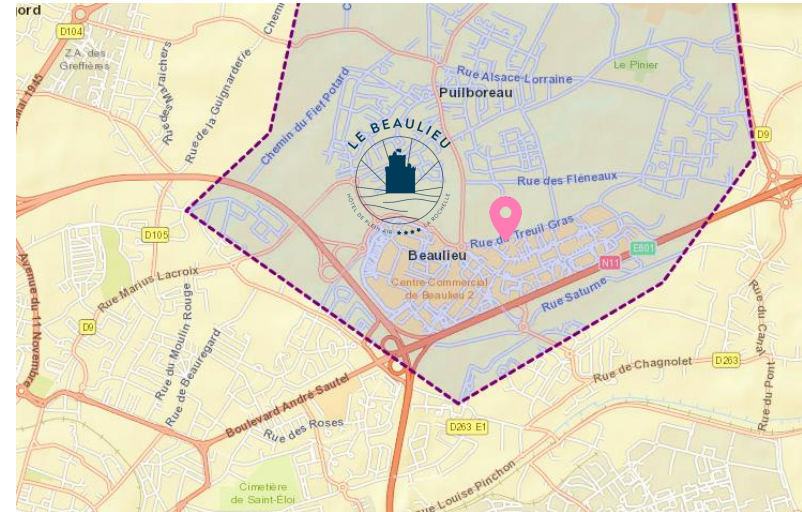 ord
D104
Z.A. des
Greffières
Mai 1945
Rue des Maraichers
Rue de la Guignarderie
Chemin du Fief Potard
Rue Alsace-Lorraine
Puilboreau
Le Pinier
D9
LE BEAULIEU
HÔTEL DE PLEIN AIR LA ROCHELLE
Rue des Fléneaux
Rue du Treuil Gras
D105
Beaulieu
E601
N11
Centre Commercial
de Beaulieu 2
Rue Saturne
Rue Marius Lacroix
Avenue du 11 Novembre
D9
Rue du Moulin Rouge
Rue de Beauregard
Rue du Canal
Rue de Chagnolet
D263
Rue du Pont
Boulevard André Sautel
Rue des Roses
D263 E1
Cimetière
de Saint-Éloi
ue Louise Pinchon